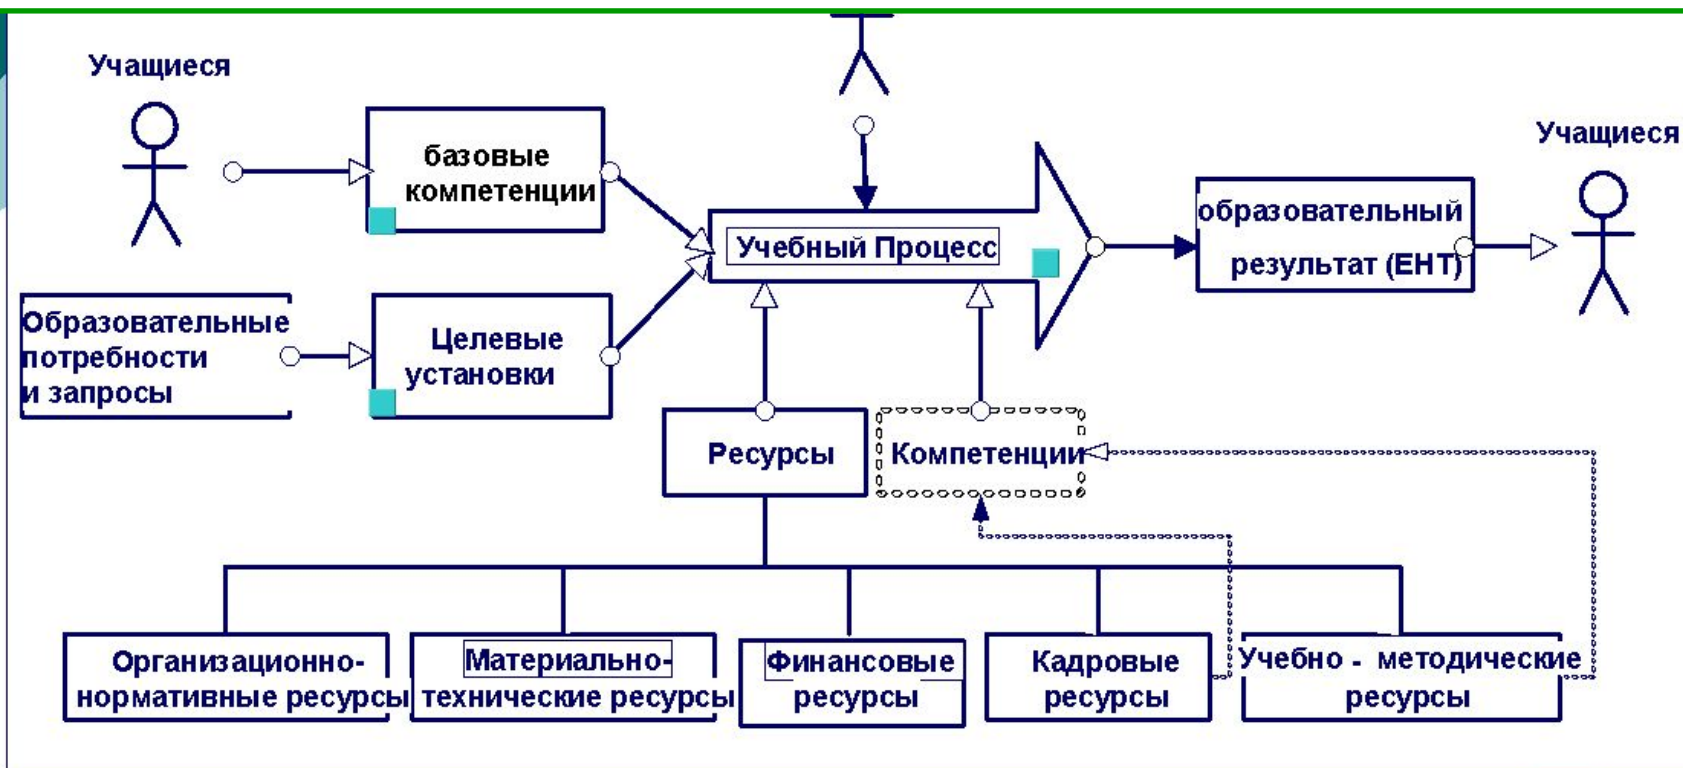 Учащиеся
Учащиеся
базовые
компетенции
Учебный Процесс
образовательный
результат (ЕНТ)
Образовательные
потребности
и запросы
Целевые
установки
Ресурсы
Компетенции
Организационно-
нормативные ресурсы
Материально-
технические ресурсы
Финансовые
ресурсы
Кадровые
ресурсы
Учебно - методические
ресурсы